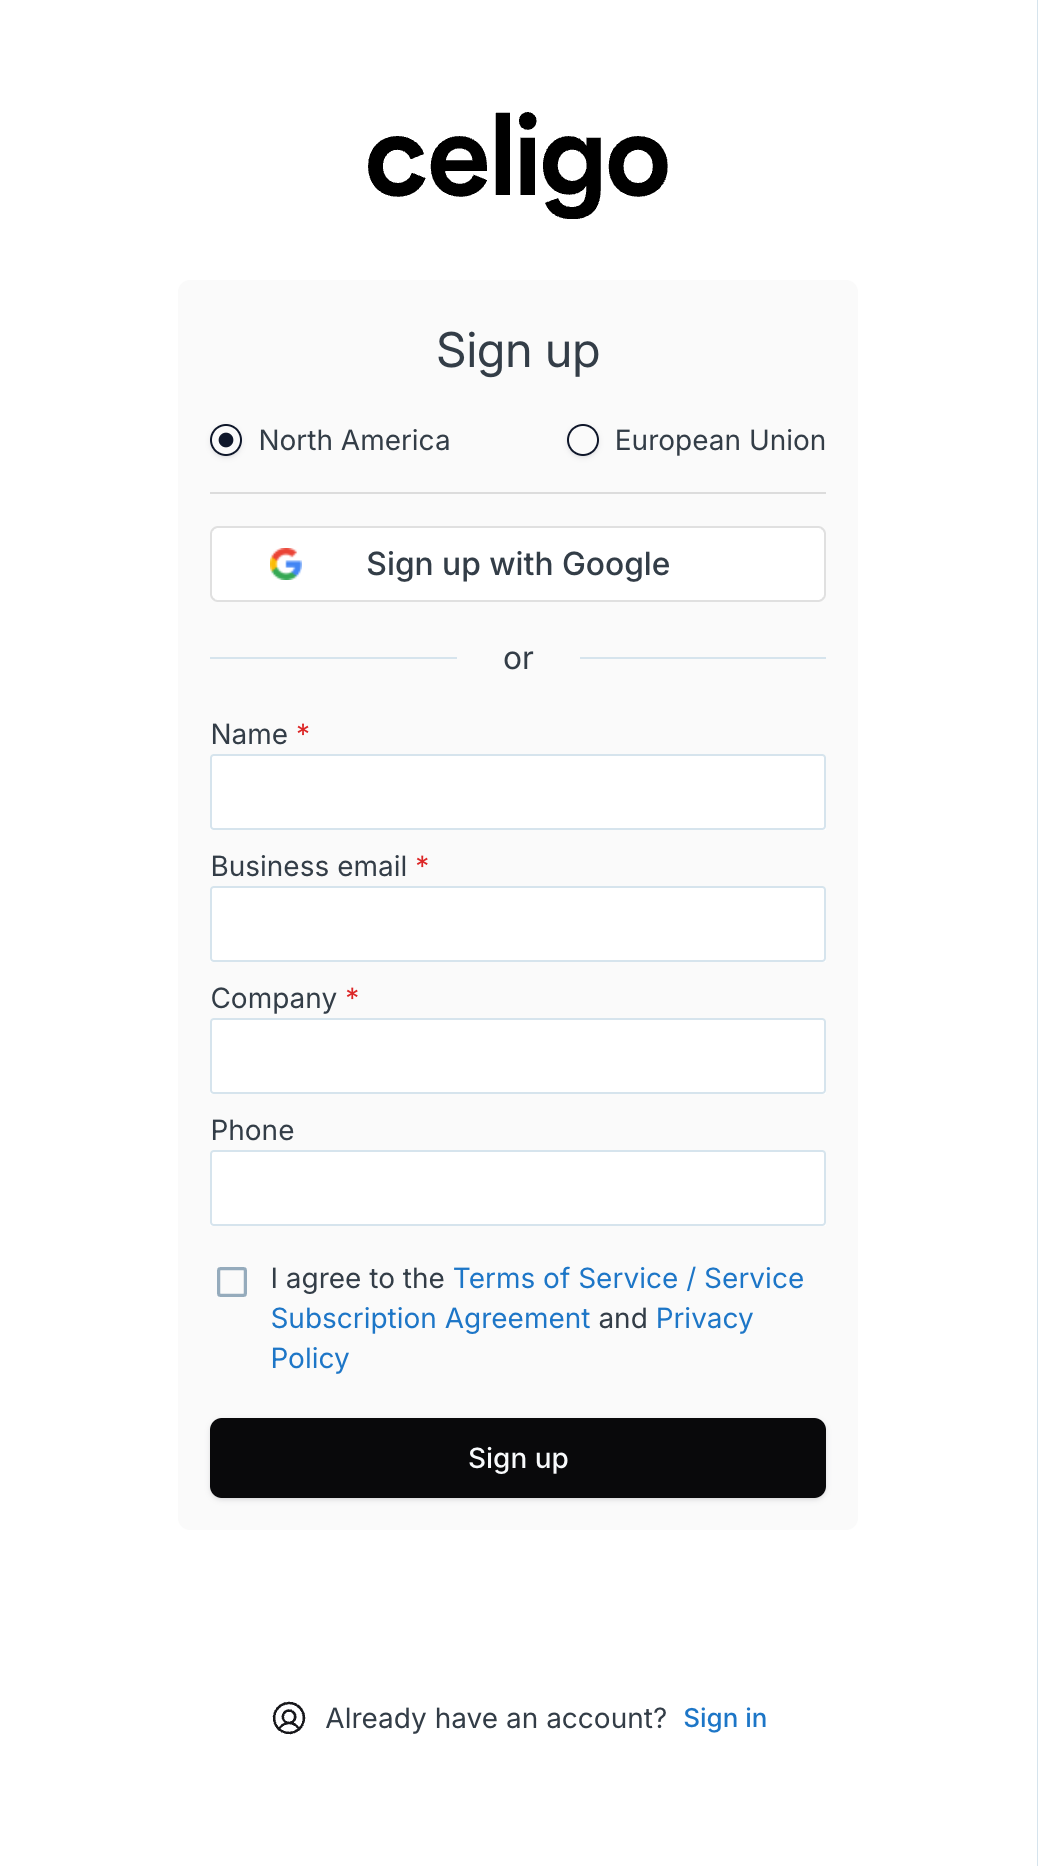 celigo
Sign up
North America
European Union
Sign up with Google
or
Name *
Business email *
Company *
Phone
I agree to the Terms of Service / Service
Subscription Agreement and Privacy
Policy
Sign up
Already have an account? Sign in